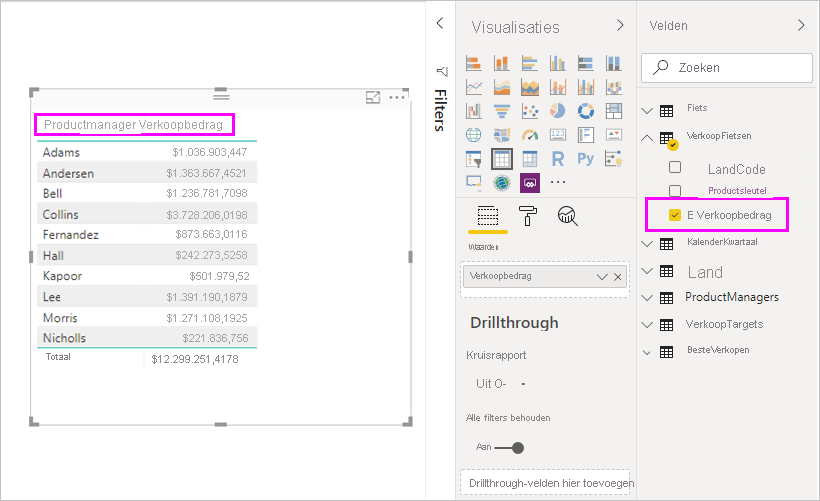 Productmanager Verkoopbedrag
Adams $1.036.903,447
Andersen $1.363.667,4521
Bell $1.236.781,7098
Collins $3.728.206,0198
Fernandez $873.663,0116
Hall $242.273,5258
Kapoor $501.979,52
Lee $1.391.190,1879
Morris $1.271.108,1925
Nicholls $221.836,756
Totaal $12.299.251,4178
Filters
Visualisaties
R Py
123
Waarden
Verkoopbedrag
Drillthrough
Kruisrapport
Uit O-
Alle filters behouden
Aan
Drillthrough-velden hier toevoegen
Velden
Zoeken
Fiets
VerkoopFietsen
LandCode
Productsleutel
E Verkoopbedrag
KalenderKwartaal
Land
ProductManagers
VerkoopTargets
BesteVerkopen